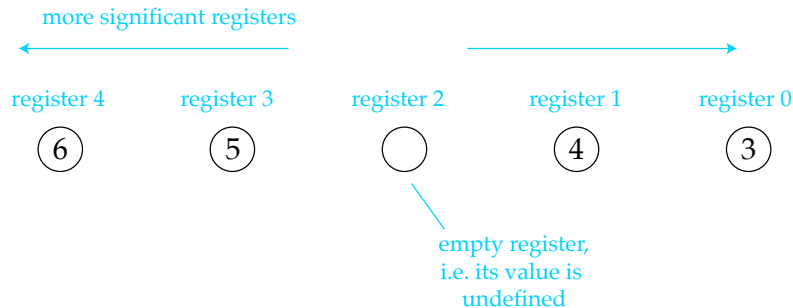 more significant registers
register 4 register 3 register 2 register 1 register 0
6 5 4 3
empty register,
i.e. its value is
undefined